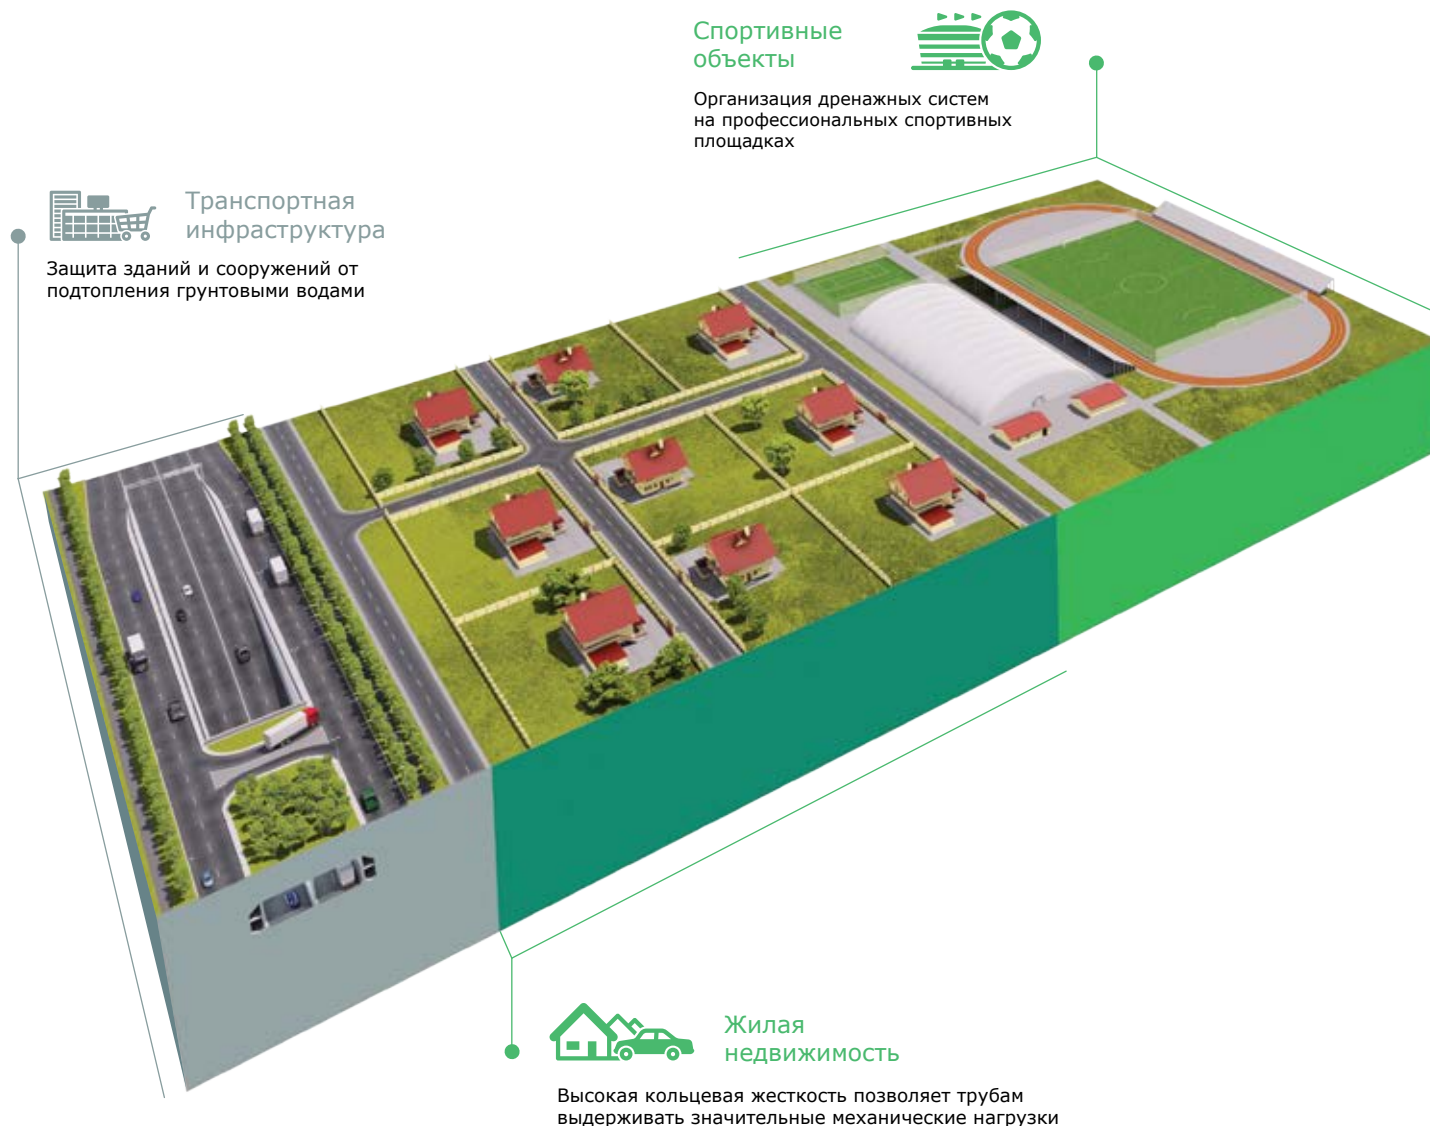 Спортивные
объекты
Организация дренажных систем
на профессиональных спортивных
площадках
Транспортная
инфраструктура
Защита зданий и сооружений от
подтопления грунтовыми водами
Жилая
недвижимость
Высокая кольцевая жесткость позволяет трубам
выдерживать значительные механические нагрузки